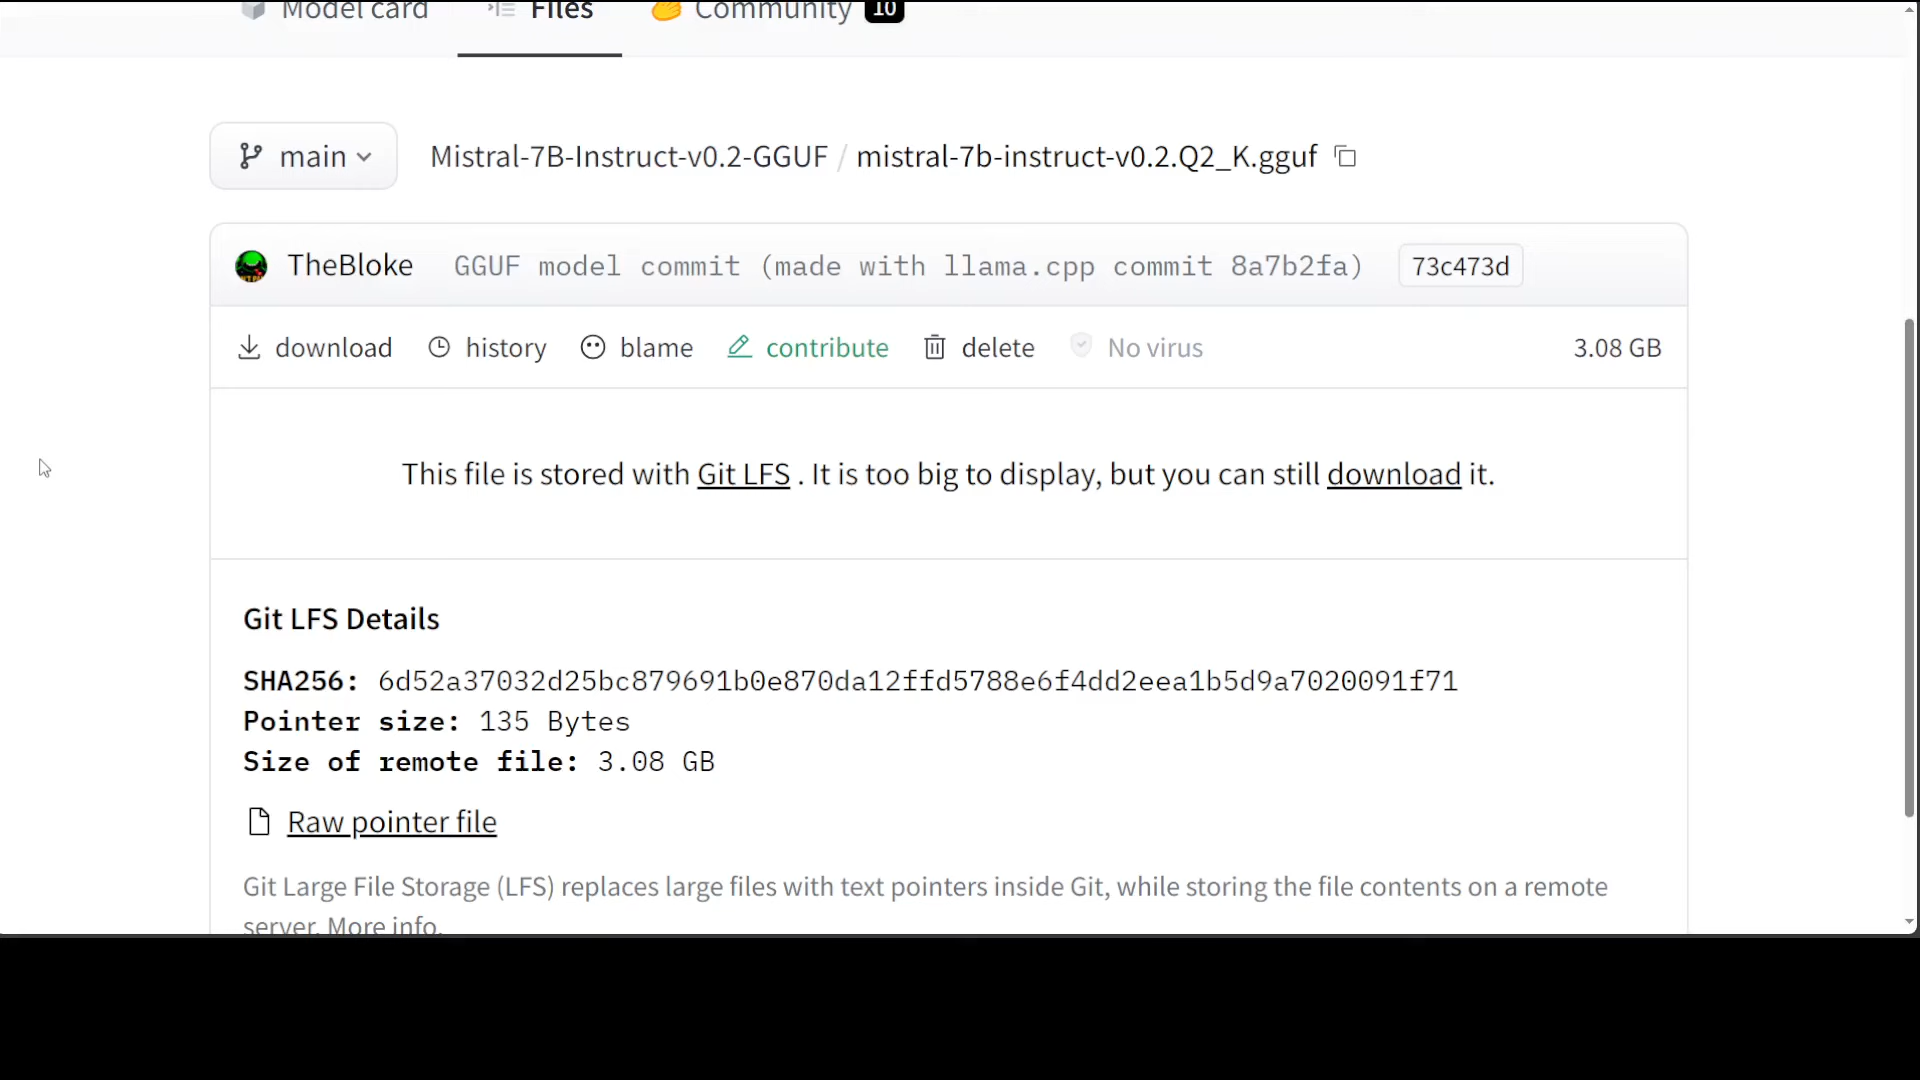 Model card Files Community 10
main Mistral-7B-Instruct-v0.2-GGUF / mistral-7b-instruct-v0.2.Q2_K.gguf
TheBloke GGUF model commit (made with llama.cpp commit 8a7b2fa) 73c473d
download history blame contribute delete No virus 3.08 GB
This file is stored with Git LFS . It is too big to display, but you can still download it.
Git LFS Details
SHA256: 6d52a37032d25bc879691b0e870da12ffd5788e6f4dd2eea1b5d9a7020091f71
Pointer size: 135 Bytes
Size of remote file: 3.08 GB
Raw pointer file
Git Large File Storage (LFS) replaces large files with text pointers inside Git, while storing the file contents on a remote
server. More info.